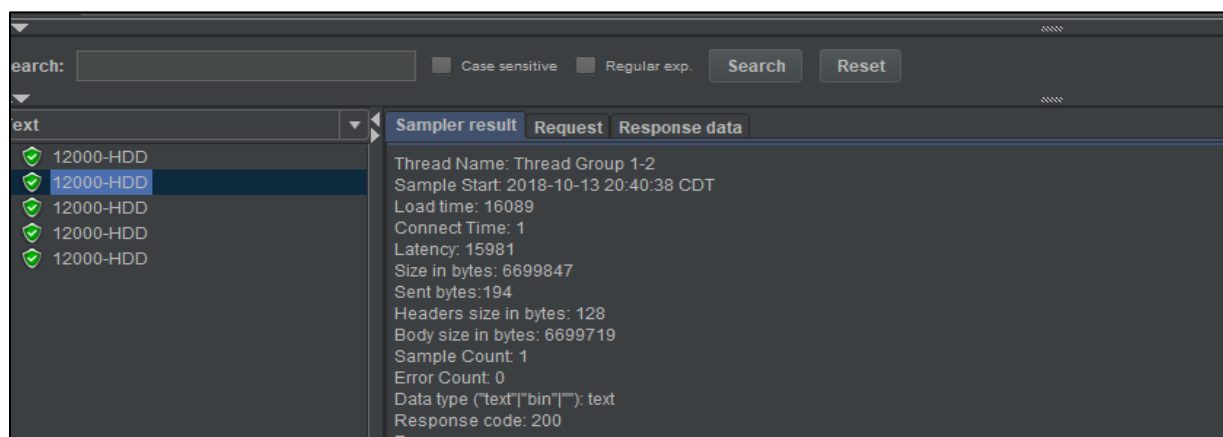 earch: Case sensitive Regular exp. Search Reset
ext Sampler result Request Response data
12000-HDD
12000-HDD
12000-HDD
12000-HDD
12000-HDD
Thread Name: Thread Group 1-2
Sample Start: 2018-10-13 20:40:38 CDT
Load time: 16089
Connect Time: 1
Latency: 15981
Size in bytes: 6699847
Sent bytes:194
Headers size in bytes: 128
Body size in bytes: 6699719
Sample Count: 1
Error Count: 0
Data type ("text"|"bin"|""): text
Response code: 200